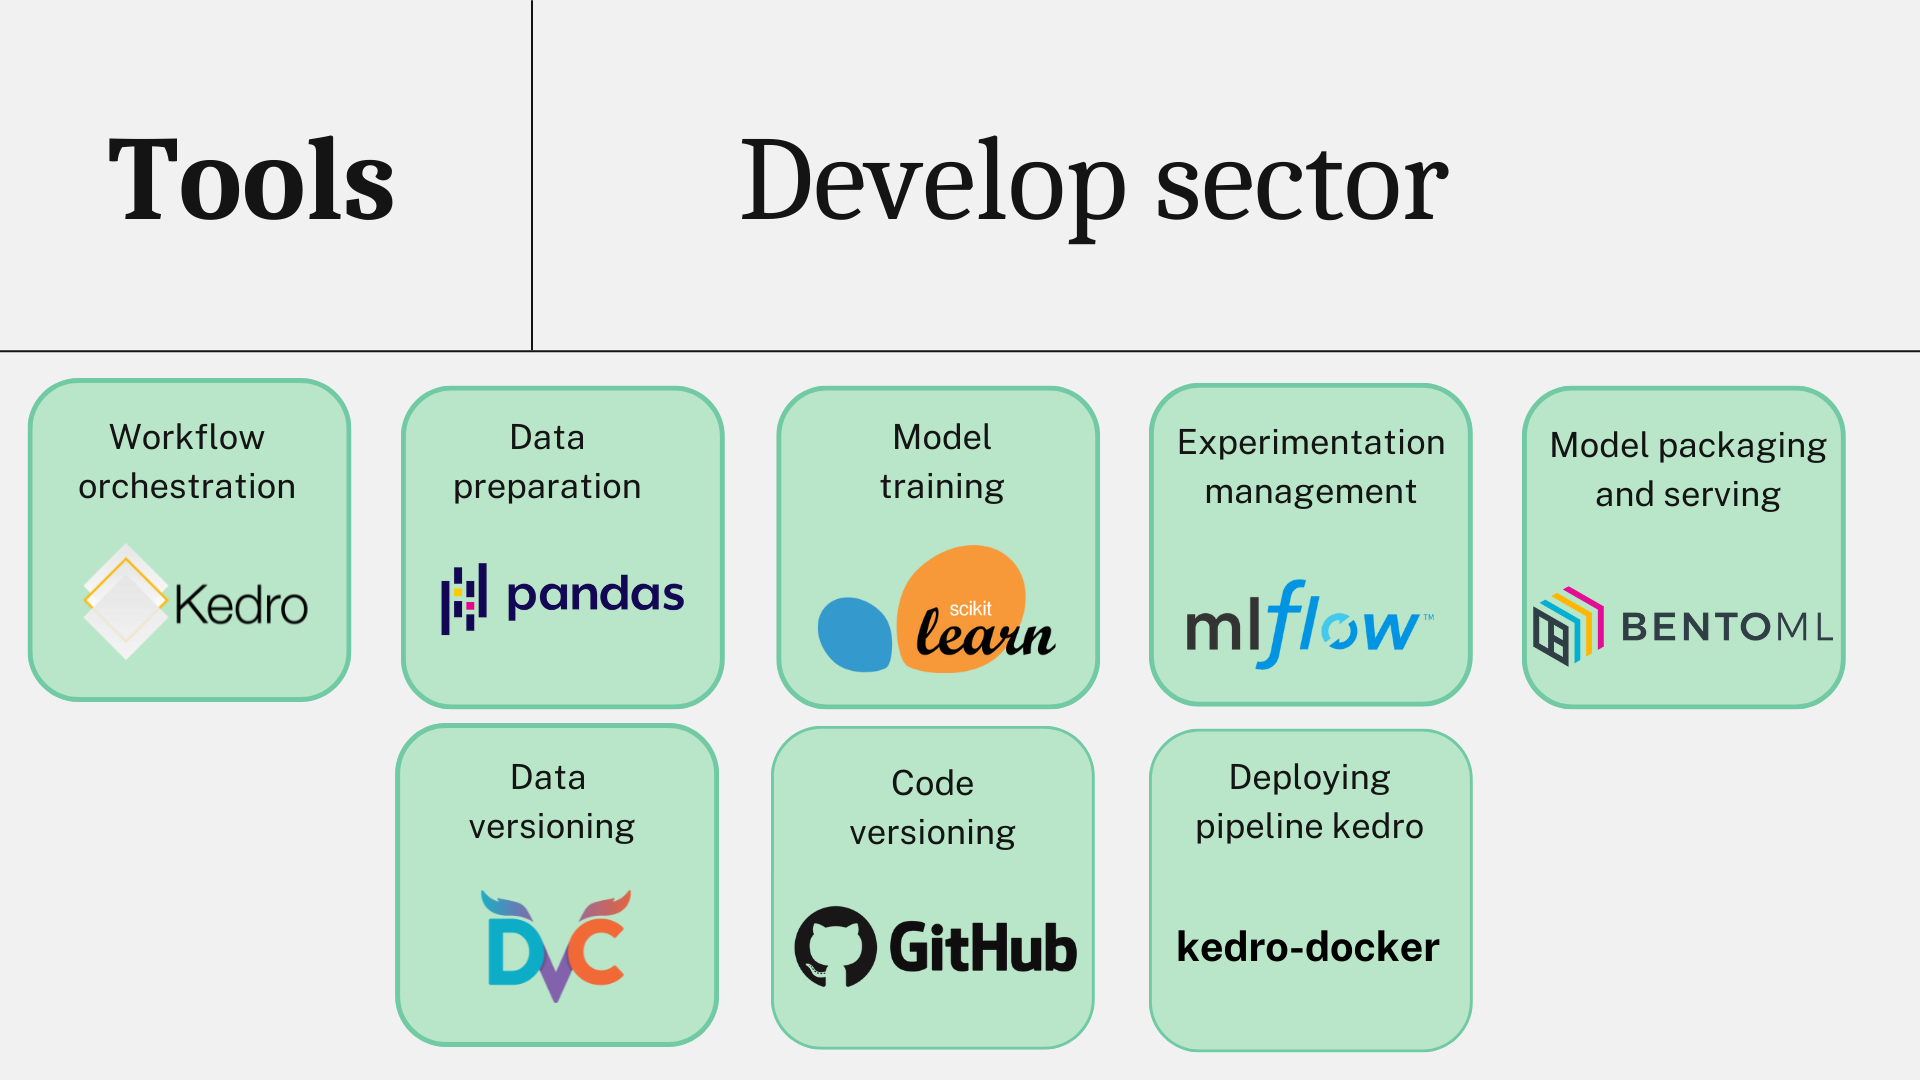 Tools
Develop sector
Workflow
orchestration
Kedro
Data
preparation
pandas
Model
training
scikit
learn
Experimentation
management
mlflow™
Model packaging
and serving
BENTOML
Data
versioning
DVC
Code
versioning
GitHub
Deploying
pipeline kedro
kedro-docker